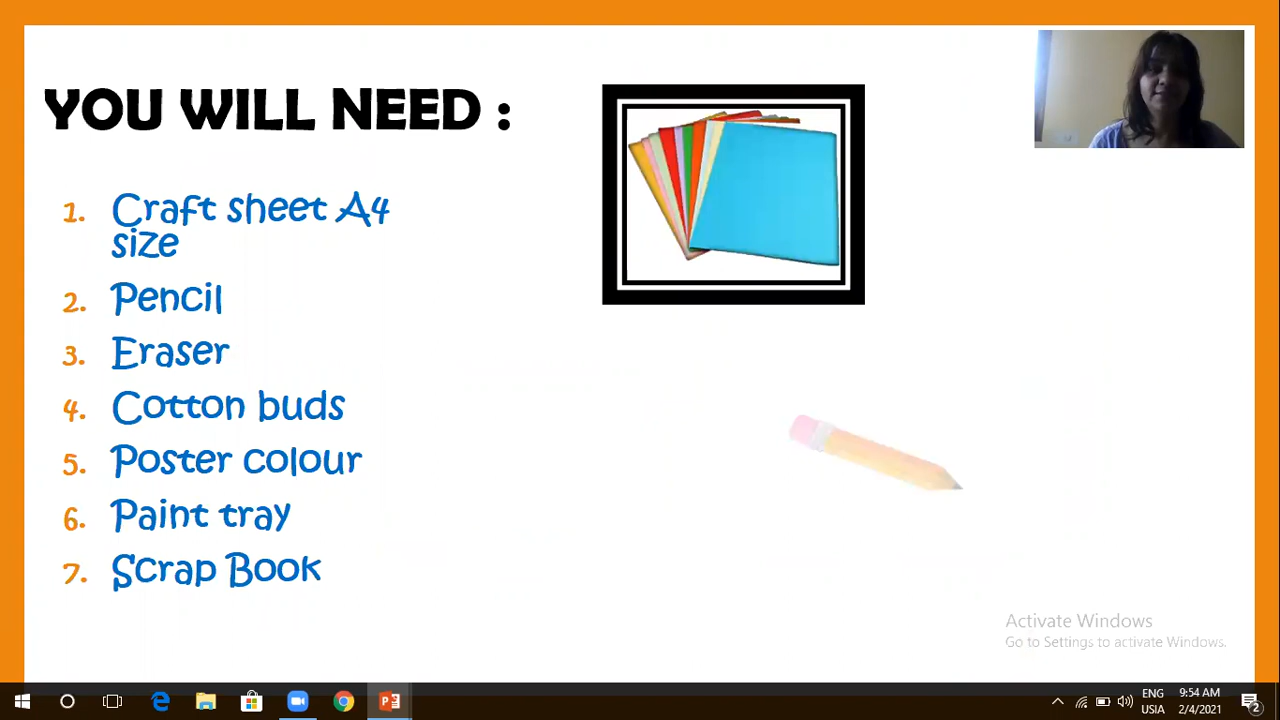 YOU WILL NEED :
1. Craft sheet A4
size
2. Pencil
3. Eraser
4. Cotton buds
5. Poster colour
6. Paint tray
7. Scrap Book
Activate Windows
Go to Settings to activate Windows.
ENG
USIA
9:54 AM
2/4/2021
2